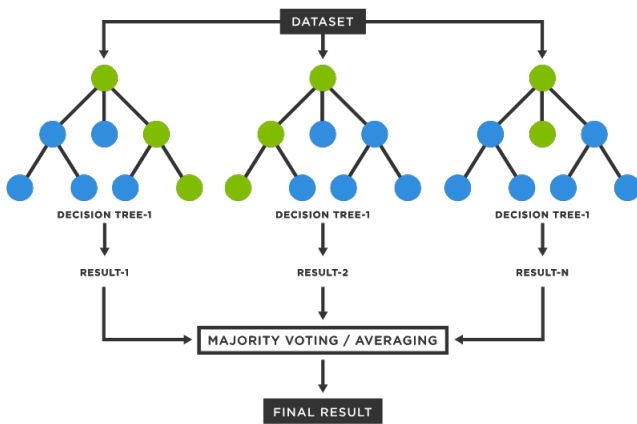 DATASET
DECISION TREE-1
DECISION TREE-1
DECISION TREE-1
RESULT-1
RESULT-2
RESULT-N
MAJORITY VOTING / AVERAGING
FINAL RESULT